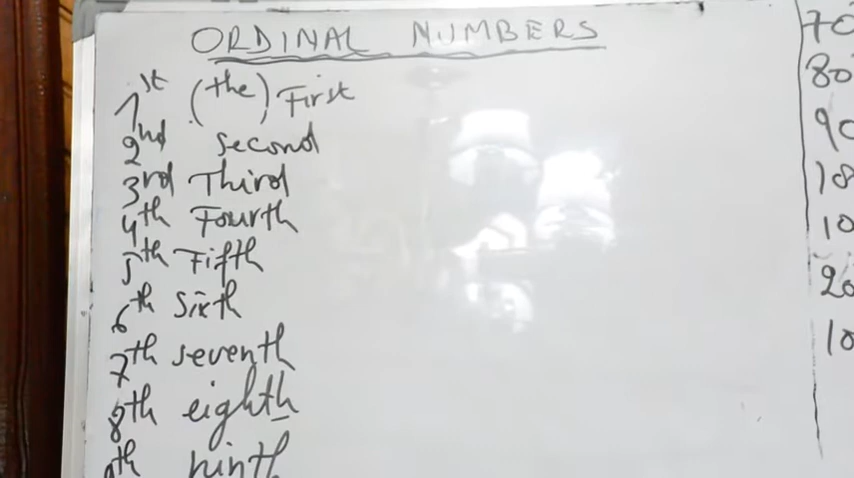 ORDINAL NUMBERS
1st (the) First
2nd second
3rd Third
4th Fourth
5th Fifth
6th Sixth
7th seventh
8th eighth
9th ninth
70
80
90
10
20
10